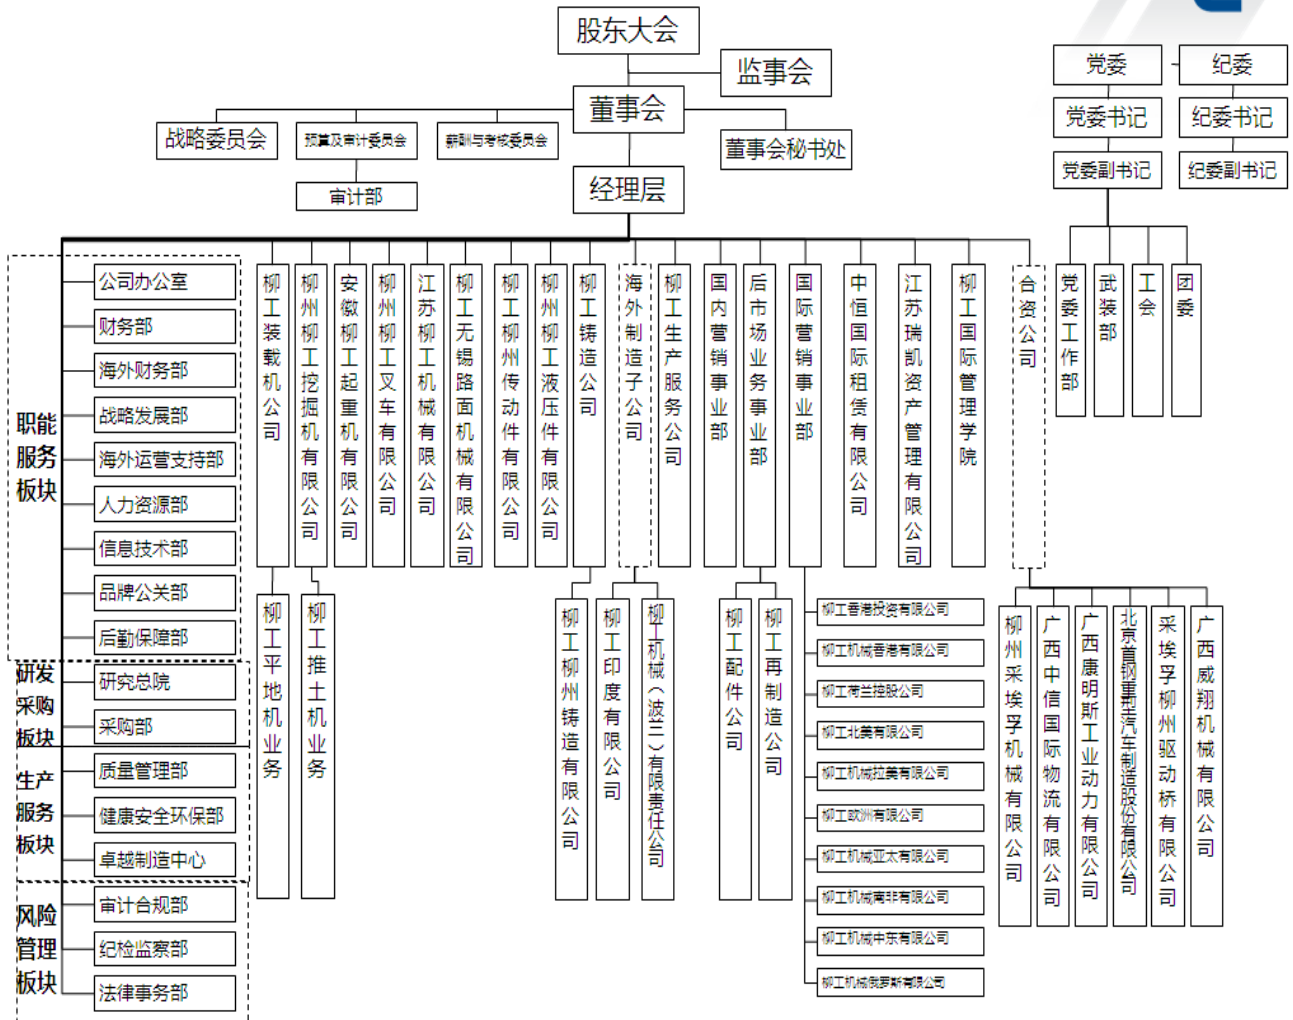 股东大会
监事会
董事会
战略委员会
预算及审计委员会
薪酬与考核委员会
董事会秘书处
审计部
经理层
党委
纪委
党委书记
纪委书记
党委副书记
纪委副书记
党委工作部
武装部
工会
团委
职能
服务
板块
公司办公室
财务部
海外财务部
战略发展部
海外运营支持部
人力资源部
信息技术部
品牌公关部
后勤保障部
研发
采购
板块
研究总院
采购部
生产
服务
板块
质量管理部
健康安全环保部
卓越制造中心
风险
管理
板块
审计合规部
纪检监察部
法律事务部
柳工装载机公司
柳州柳工挖掘机有限公司
安徽柳工起重机有限公司
柳州柳工叉车有限公司
江苏柳工机械有限公司
柳工无锡路面机械有限公司
柳工柳州传动件有限公司
柳州柳工液压件有限公司
柳工铸造公司
海外制造子公司
柳工生产服务公司
国内营销事业部
后市场业务事业部
国际营销事业部
中恒国际租赁有限公司
江苏瑞凯资产管理有限公司
柳工国际管理学院
合资公司
柳工平地机业务
柳工推土机业务
柳工柳州铸造有限公司
柳工印度有限公司
柳工机械（波兰）有限责任公司
柳工配件公司
柳工再制造公司
柳工香港投资有限公司
柳工机械香港有限公司
柳工荷兰控股公司
柳工北美有限公司
柳工机械拉美有限公司
柳工欧洲有限公司
柳工机械亚太有限公司
柳工机械南非有限公司
柳工机械中东有限公司
柳工机械俄罗斯有限公司
柳州采埃孚机械有限公司
广西中信国际物流有限公司
广西康明斯工业动力有限公司
北京首钢重型汽车制造股份有限公司
采埃孚柳州驱动桥有限公司
广西威翔机械有限公司